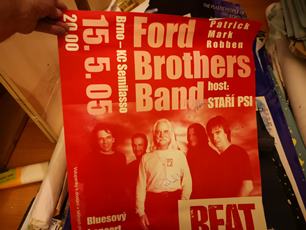 20.00
15.5.05
Brno – KC Semilasso
Ford
Brothers
Band
Patrick
Mark
Robben
host:
STAŘÍ PSI
Bluesový
BEAT